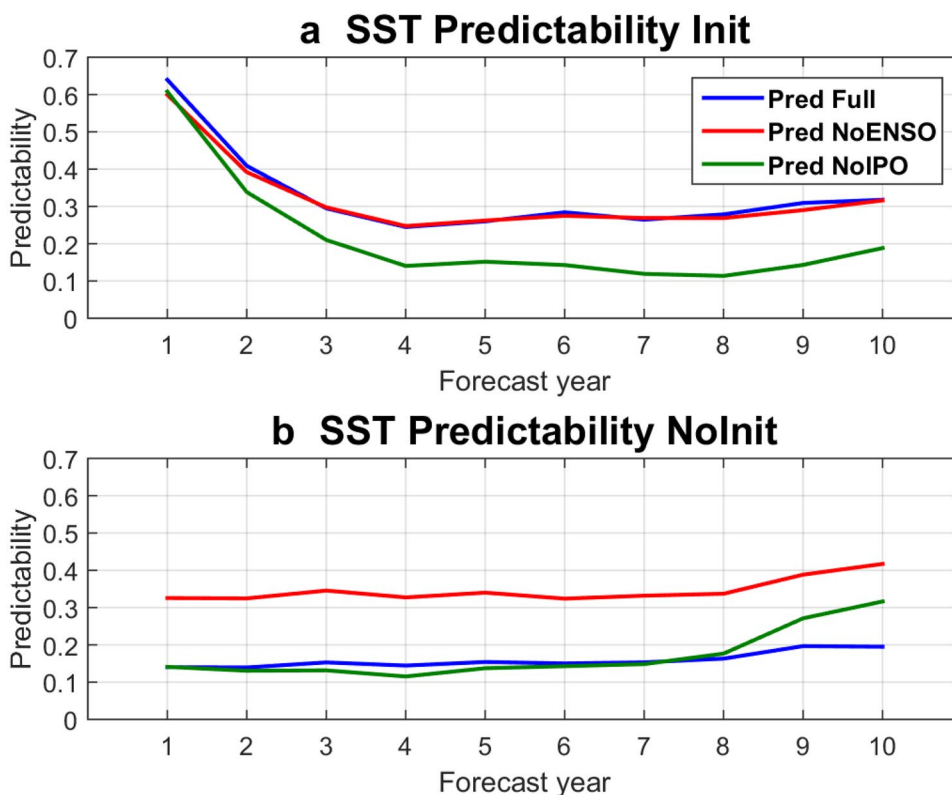 a SST Predictability Init
0.7
0.6
0.5
0.4
0.3
0.2
0.1
0
Predictability
Pred Full
Pred NoENSO
Pred NoIPO
1 2 3 4 5 6 7 8 9 10
Forecast year
b SST Predictability NoInit
0.7
0.6
0.5
0.4
0.3
0.2
0.1
0
Predictability
1 2 3 4 5 6 7 8 9 10
Forecast year